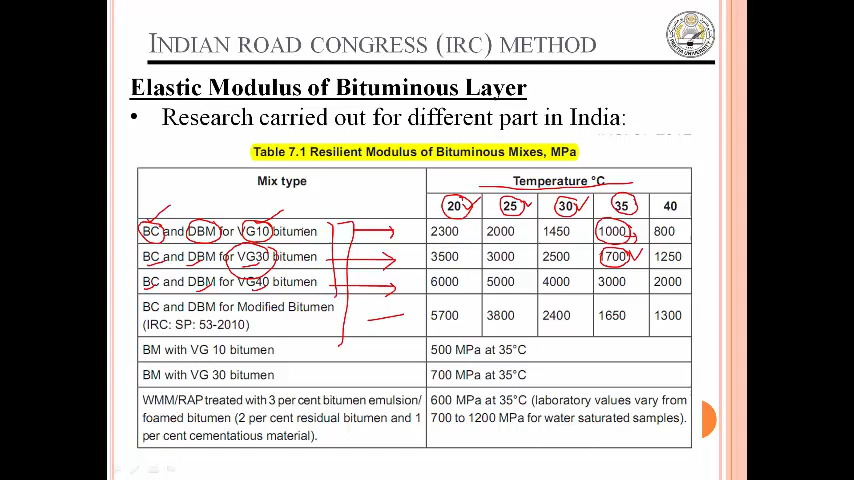 INDIAN ROAD CONGRESS (IRC) METHOD
Elastic Modulus of Bituminous Layer
• Research carried out for different part in India:
Table 7.1 Resilient Modulus of Bituminous Mixes, MPa
Mix type Temperature °C
20 25 30 35 40
BC and DBM for VG10 bitumen 2300 2000 1450 1000 800
BC and DBM for VG30 bitumen 3500 3000 2500 1700 1250
BC and DBM for VG40 bitumen 6000 5000 4000 3000 2000
BC and DBM for Modified Bitumen
(IRC: SP: 53-2010) 5700 3800 2400 1650 1300
BM with VG 10 bitumen 500 MPa at 35°C
BM with VG 30 bitumen 700 MPa at 35°C
WMM/RAP treated with 3 per cent bitumen emulsion/ 600 MPa at 35°C (laboratory values vary from
foamed bitumen (2 per cent residual bitumen and 1 700 to 1200 MPa for water saturated samples).
per cent cementatious material).